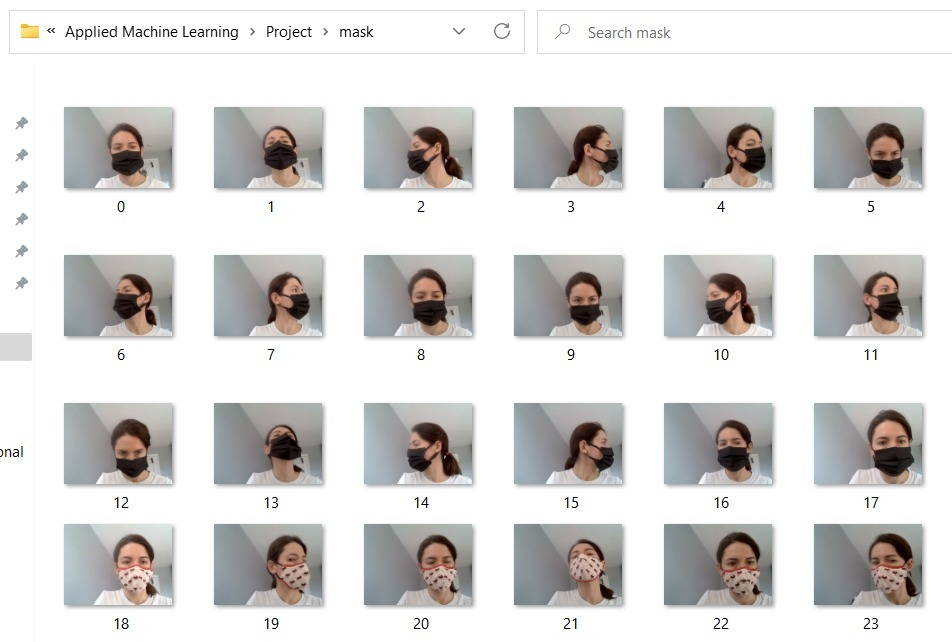 « Applied Machine Learning > Project > mask
Search mask
0 1 2 3 4 5
6 7 8 9 10 11
onal
12 13 14 15 16 17
18 19 20 21 22 23